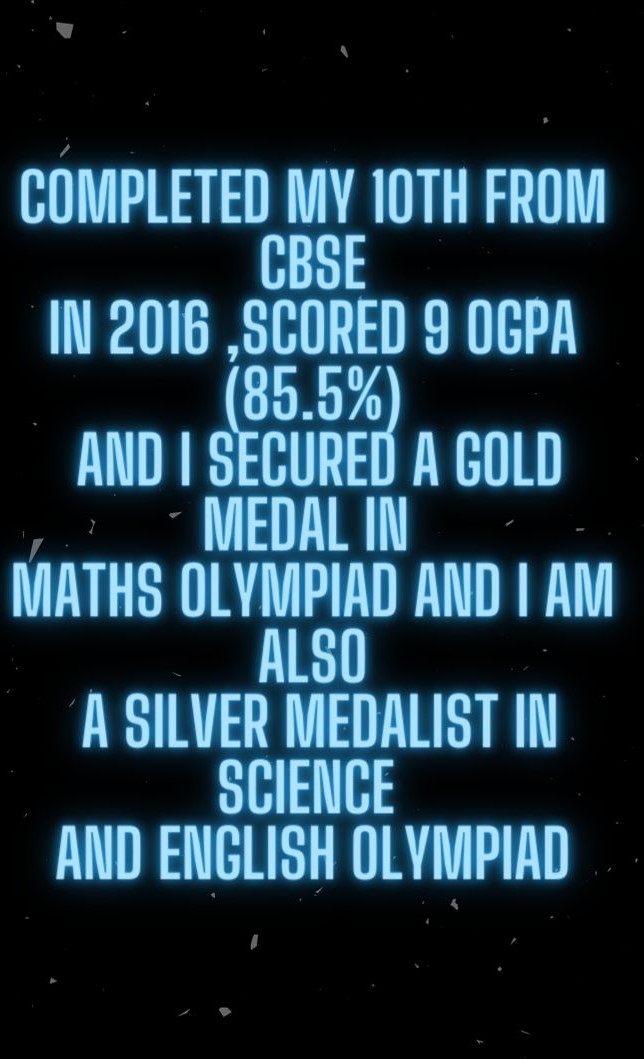 COMPLETED MY 10TH FROM
CBSE
IN 2016 ,SCORED 9 OGPA
(85.5%)
AND I SECURED A GOLD
MEDAL IN
MATHS OLYMPIAD AND I AM
ALSO
A SILVER MEDALIST IN
SCIENCE
AND ENGLISH OLYMPIAD